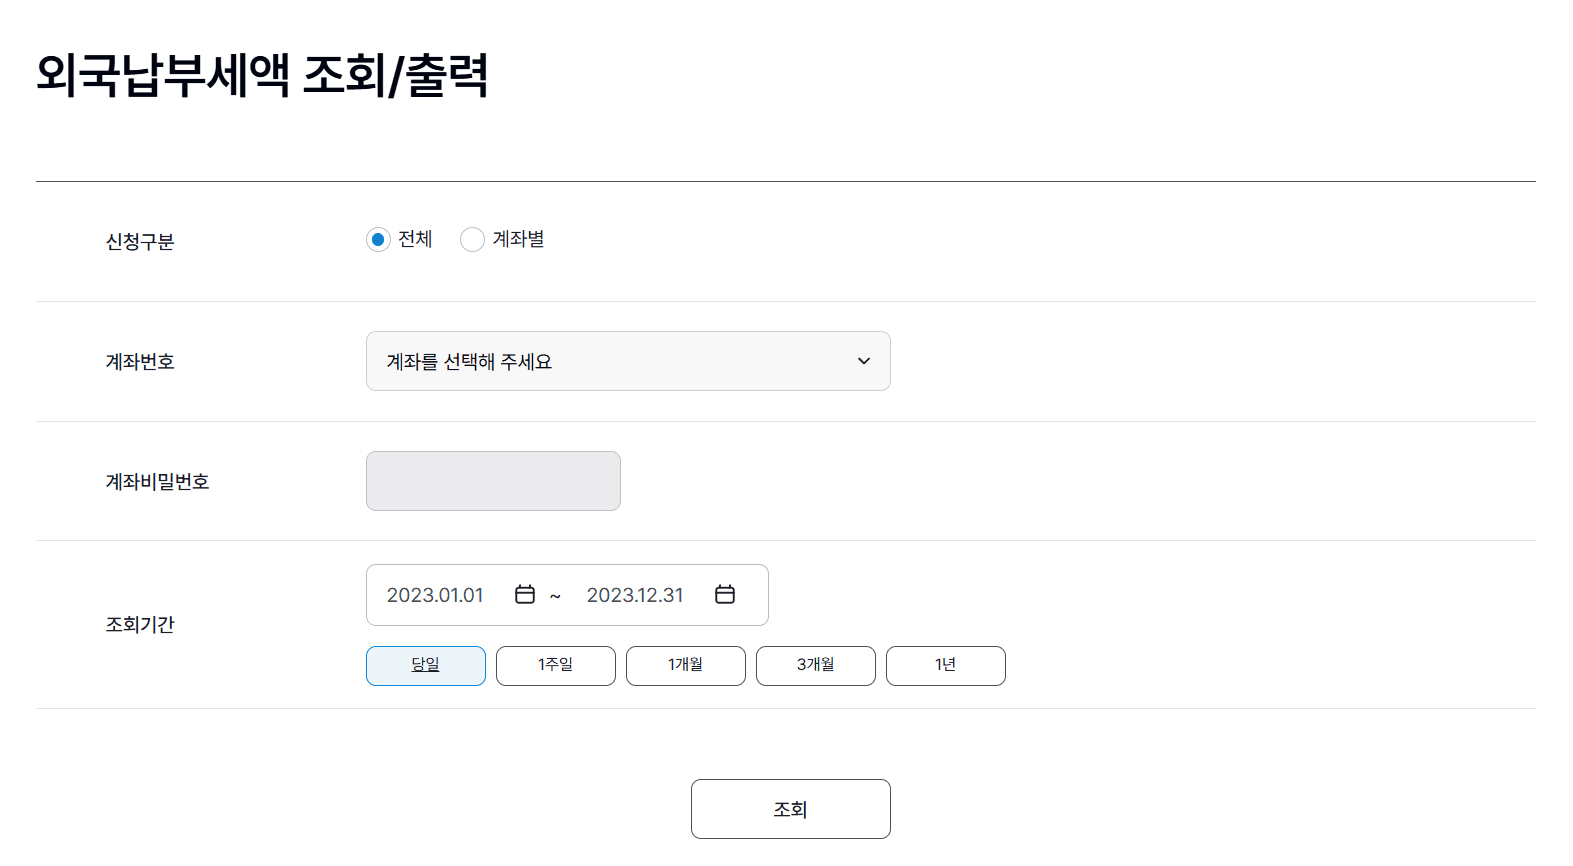 외국납부세액 조회/출력
신청구분 전체 계좌별
계좌번호 계좌를 선택해 주세요
계좌비밀번호
조회기간 2023.01.01 ~ 2023.12.31
당일 1주일 1개월 3개월 1년
조회